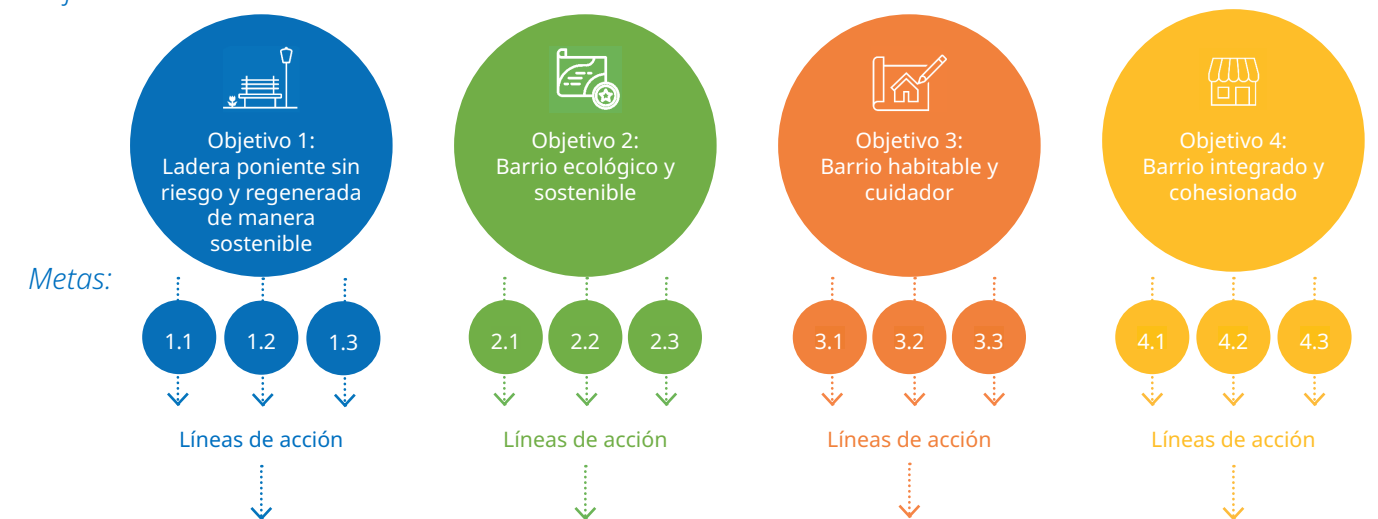 Objetivo 1:
Ladera poniente sin
riesgo y regenerada
de manera
sostenible
Objetivo 2:
Barrio ecológico y
sostenible
Objetivo 3:
Barrio habitable y
cuidador
Objetivo 4:
Barrio integrado y
cohesionado
Metas:
1.1
1.2
1.3
2.1
2.2
2.3
3.1
3.2
3.3
4.1
4.2
4.3
Líneas de acción
Líneas de acción
Líneas de acción
Líneas de acción